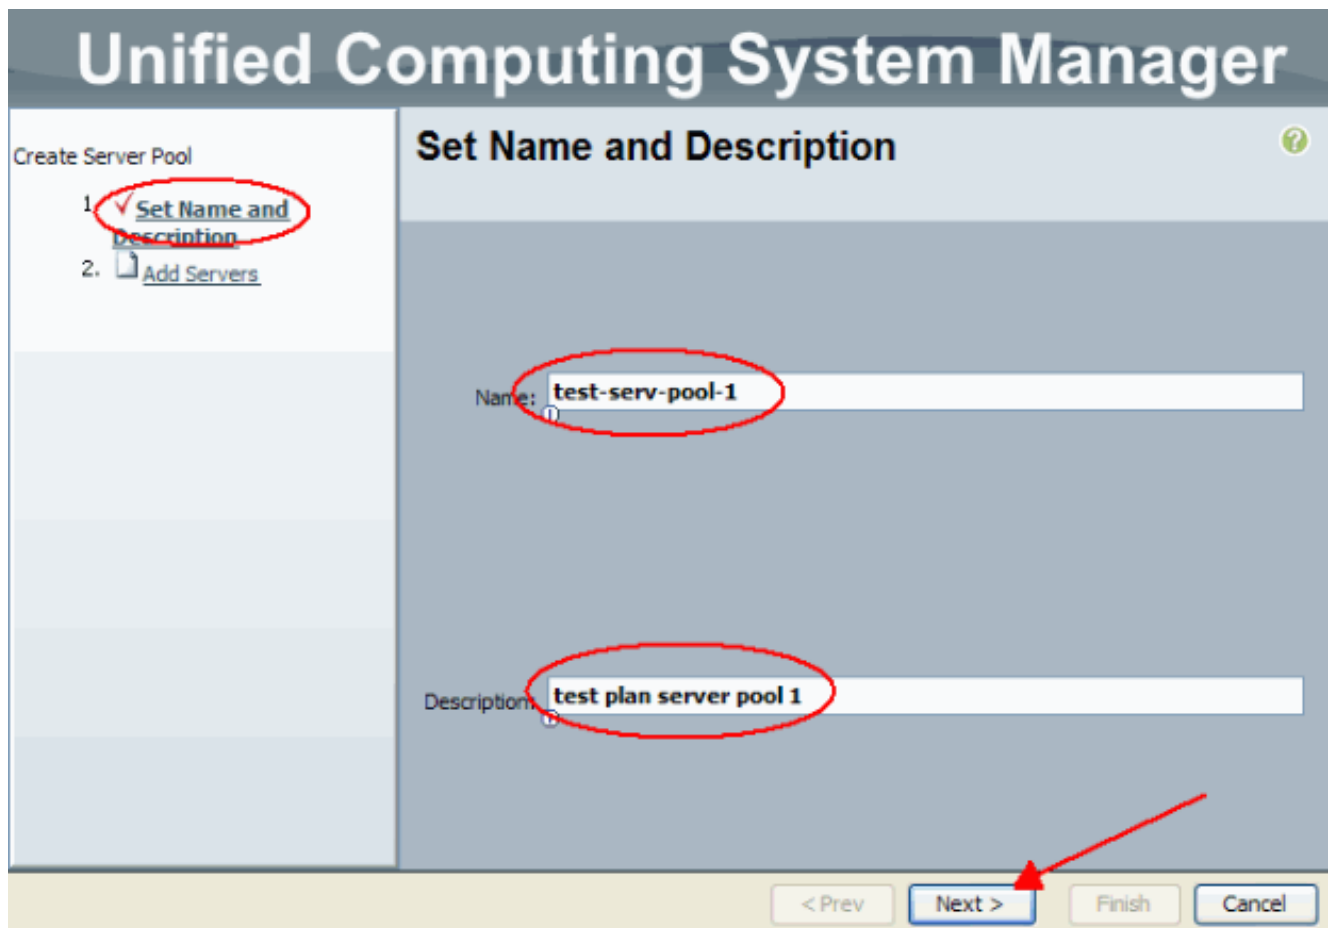 Unified Computing System Manager
Create Server Pool
1. Set Name and
Description
2. Add Servers
Set Name and Description
?
Name: test-serv-pool-1
Description: test plan server pool 1
< Prev
Next >
Finish
Cancel